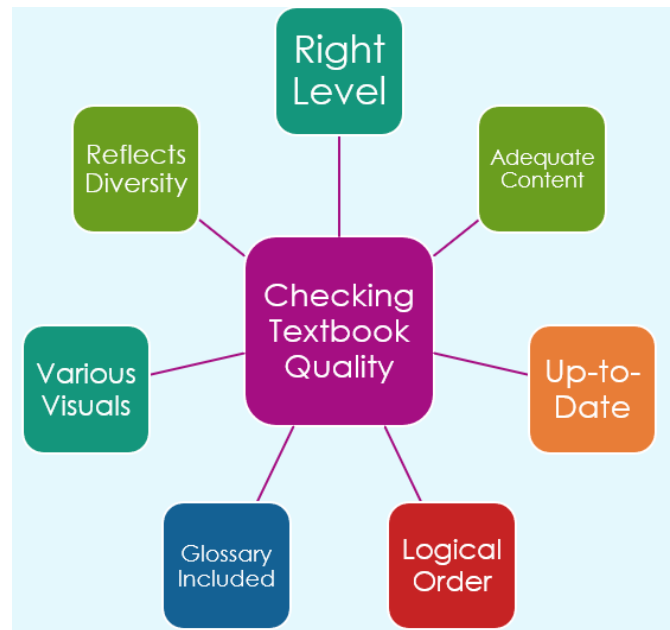 Right
Level
Adequate
Content
Up-to-
Date
Logical
Order
Glossary
Included
Various
Visuals
Reflects
Diversity
Checking
Textbook
Quality